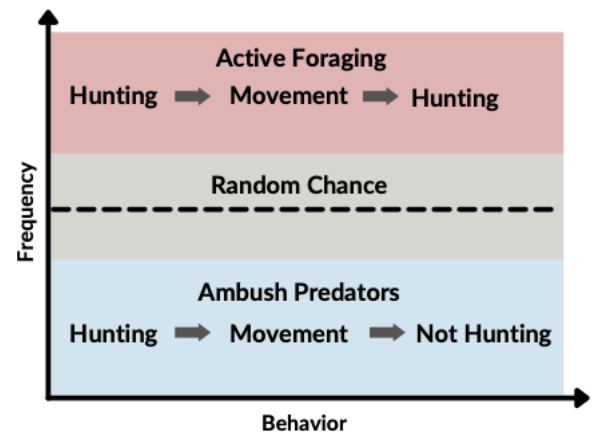 Active Foraging
Hunting Movement Hunting
Random Chance
Ambush Predators
Hunting Movement Not Hunting
Frequency
Behavior